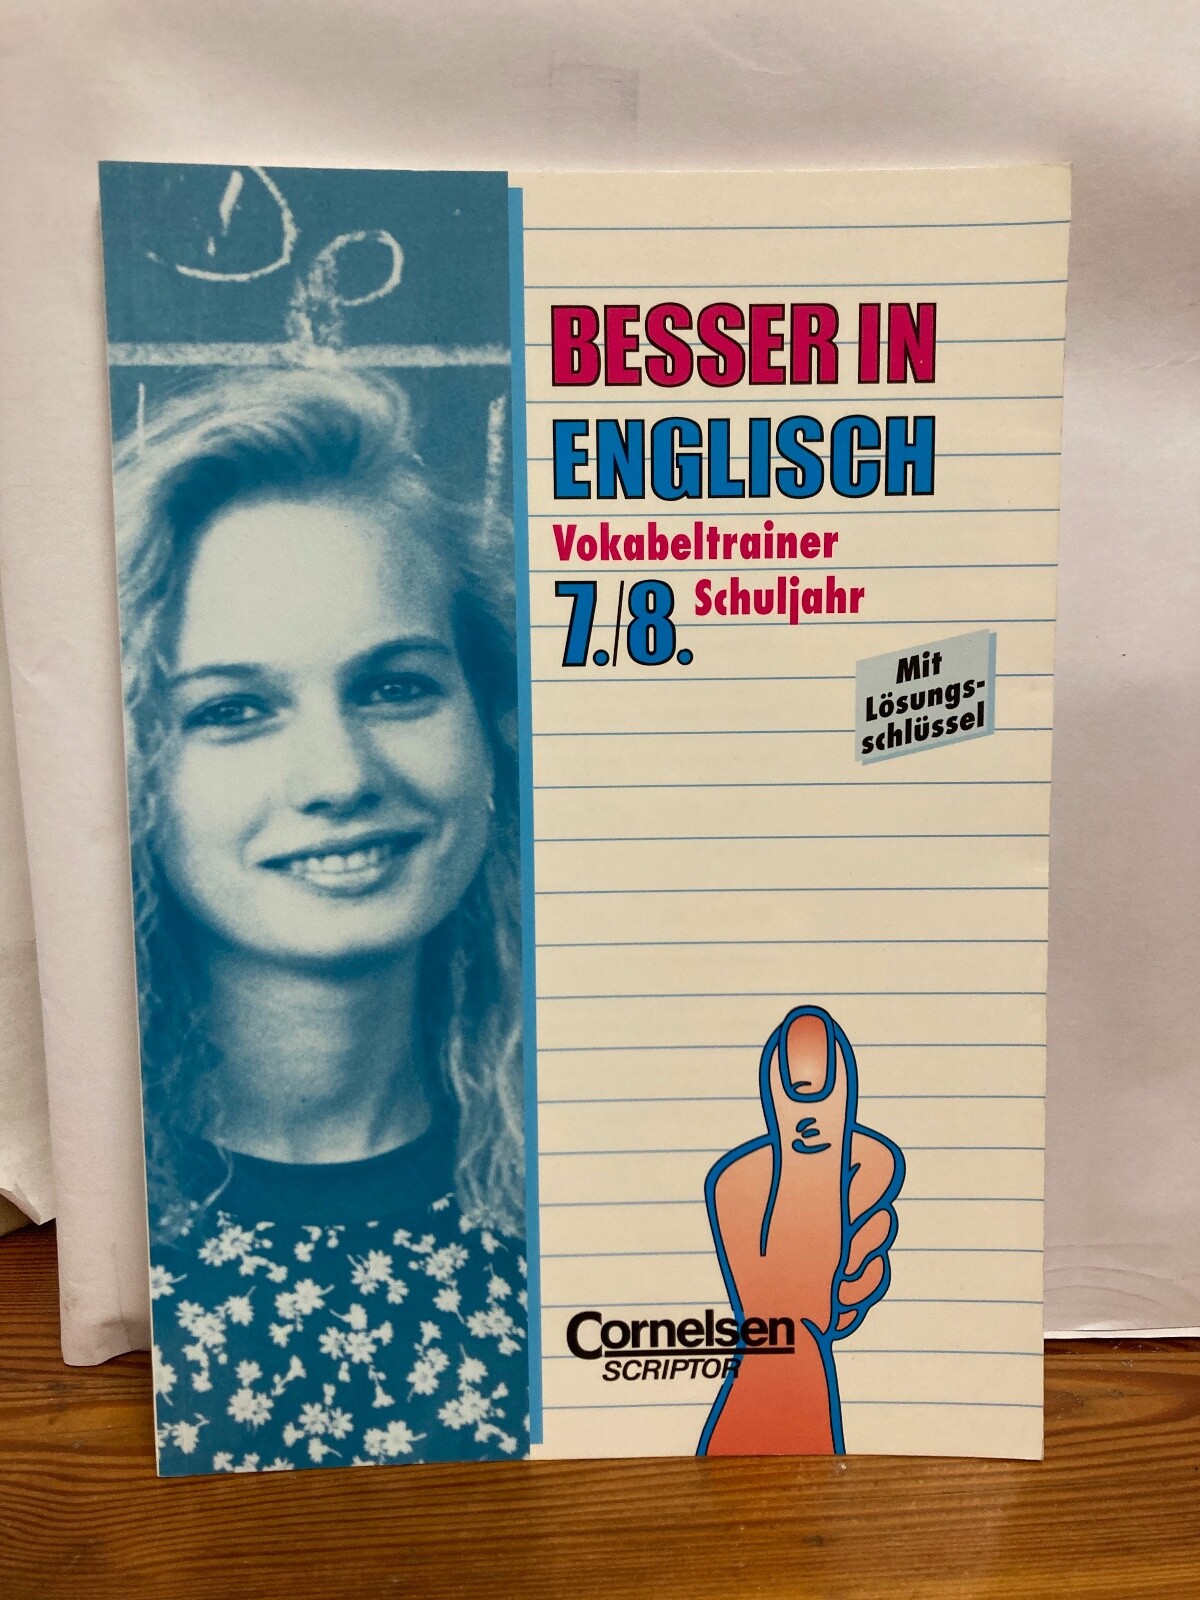 BESSER IN
ENGLISCH
Vokabeltrainer
7./8. Schuljahr
Mit
Lösungs-
schlüssel
Cornelsen
SCRIPTOR